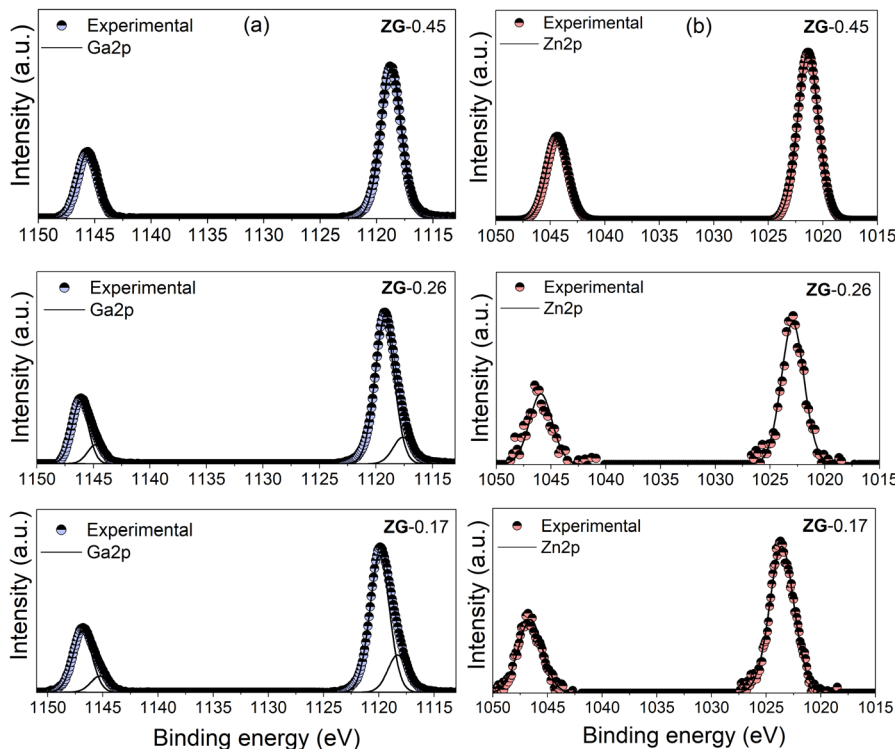 Experimental
Ga2p
(a)
ZG-0.45
Intensity (a.u.)
1150 1145 1140 1135 1130 1125 1120 1115
Experimental
Zn2p
(b)
ZG-0.45
Intensity (a.u.)
1050 1045 1040 1035 1030 1025 1020 1015
Experimental
Ga2p
ZG-0.26
Intensity (a.u.)
1150 1145 1140 1135 1130 1125 1120 1115
Experimental
Zn2p
ZG-0.26
Intensity (a.u.)
1050 1045 1040 1035 1030 1025 1020 1015
Experimental
Ga2p
ZG-0.17
Intensity (a.u.)
1150 1145 1140 1135 1130 1125 1120 1115
Binding energy (eV)
Experimental
Zn2p
ZG-0.17
Intensity (a.u.)
1050 1045 1040 1035 1030 1025 1020 1015
Binding energy (eV)